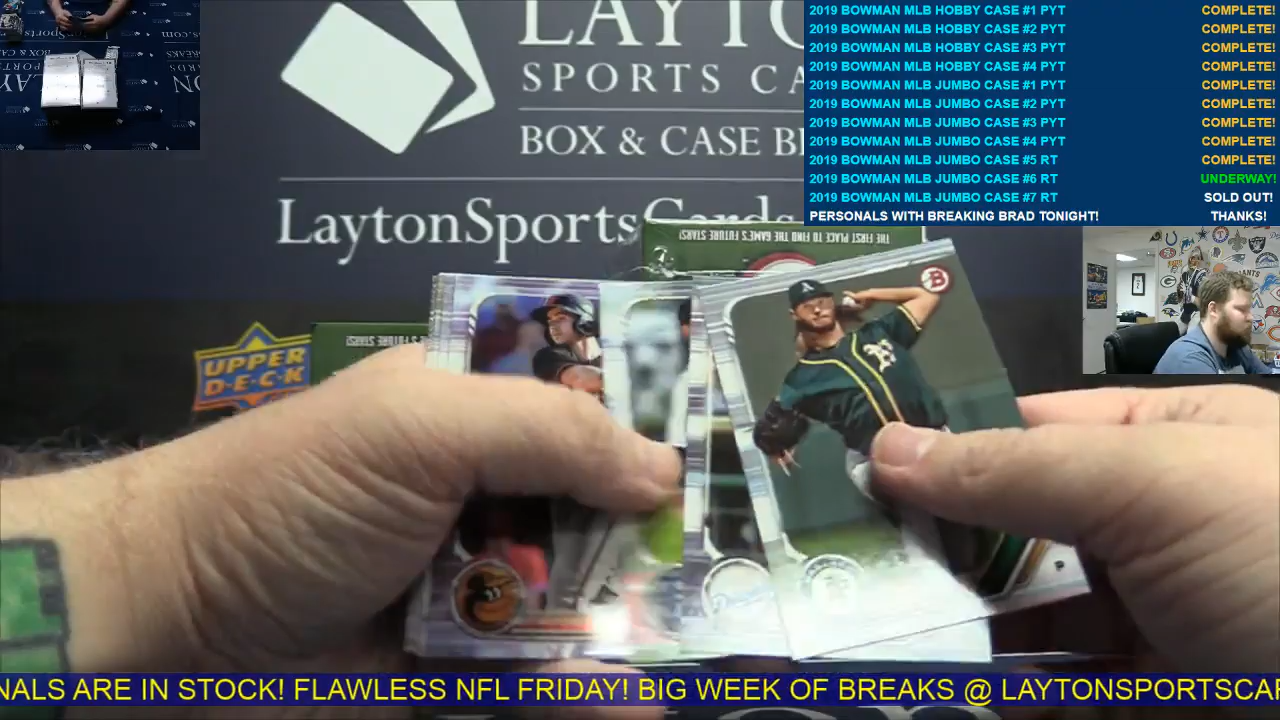 LAYTO
SPORTS CA
BOX & CASE B
LaytonSportsCards
2019 BOWMAN MLB HOBBY CASE #1 PYT COMPLETE!
2019 BOWMAN MLB HOBBY CASE #2 PYT COMPLETE!
2019 BOWMAN MLB HOBBY CASE #3 PYT COMPLETE!
2019 BOWMAN MLB HOBBY CASE #4 PYT COMPLETE!
2019 BOWMAN MLB JUMBO CASE #1 PYT COMPLETE!
2019 BOWMAN MLB JUMBO CASE #2 PYT COMPLETE!
2019 BOWMAN MLB JUMBO CASE #3 PYT COMPLETE!
2019 BOWMAN MLB JUMBO CASE #4 PYT COMPLETE!
2019 BOWMAN MLB JUMBO CASE #5 RT COMPLETE!
2019 BOWMAN MLB JUMBO CASE #6 RT UNDERWAY!
2019 BOWMAN MLB JUMBO CASE #7 RT SOLD OUT!
PERSONALS WITH BREAKING BRAD TONIGHT! THANKS!
THE FIRST PLACE TO FIND THE GAME'S FUTURE STARS!
UPPER
D·E·C·K
B
A
NALS ARE IN STOCK! FLAWLESS NFL FRIDAY! BIG WEEK OF BREAKS @ LAYTONSPORTSCAR